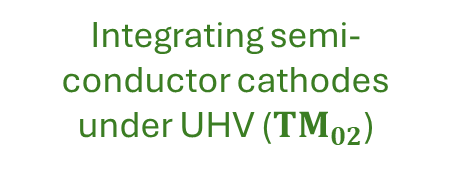 Integrating semi-
conductor cathodes
under UHV (TM₀₂)